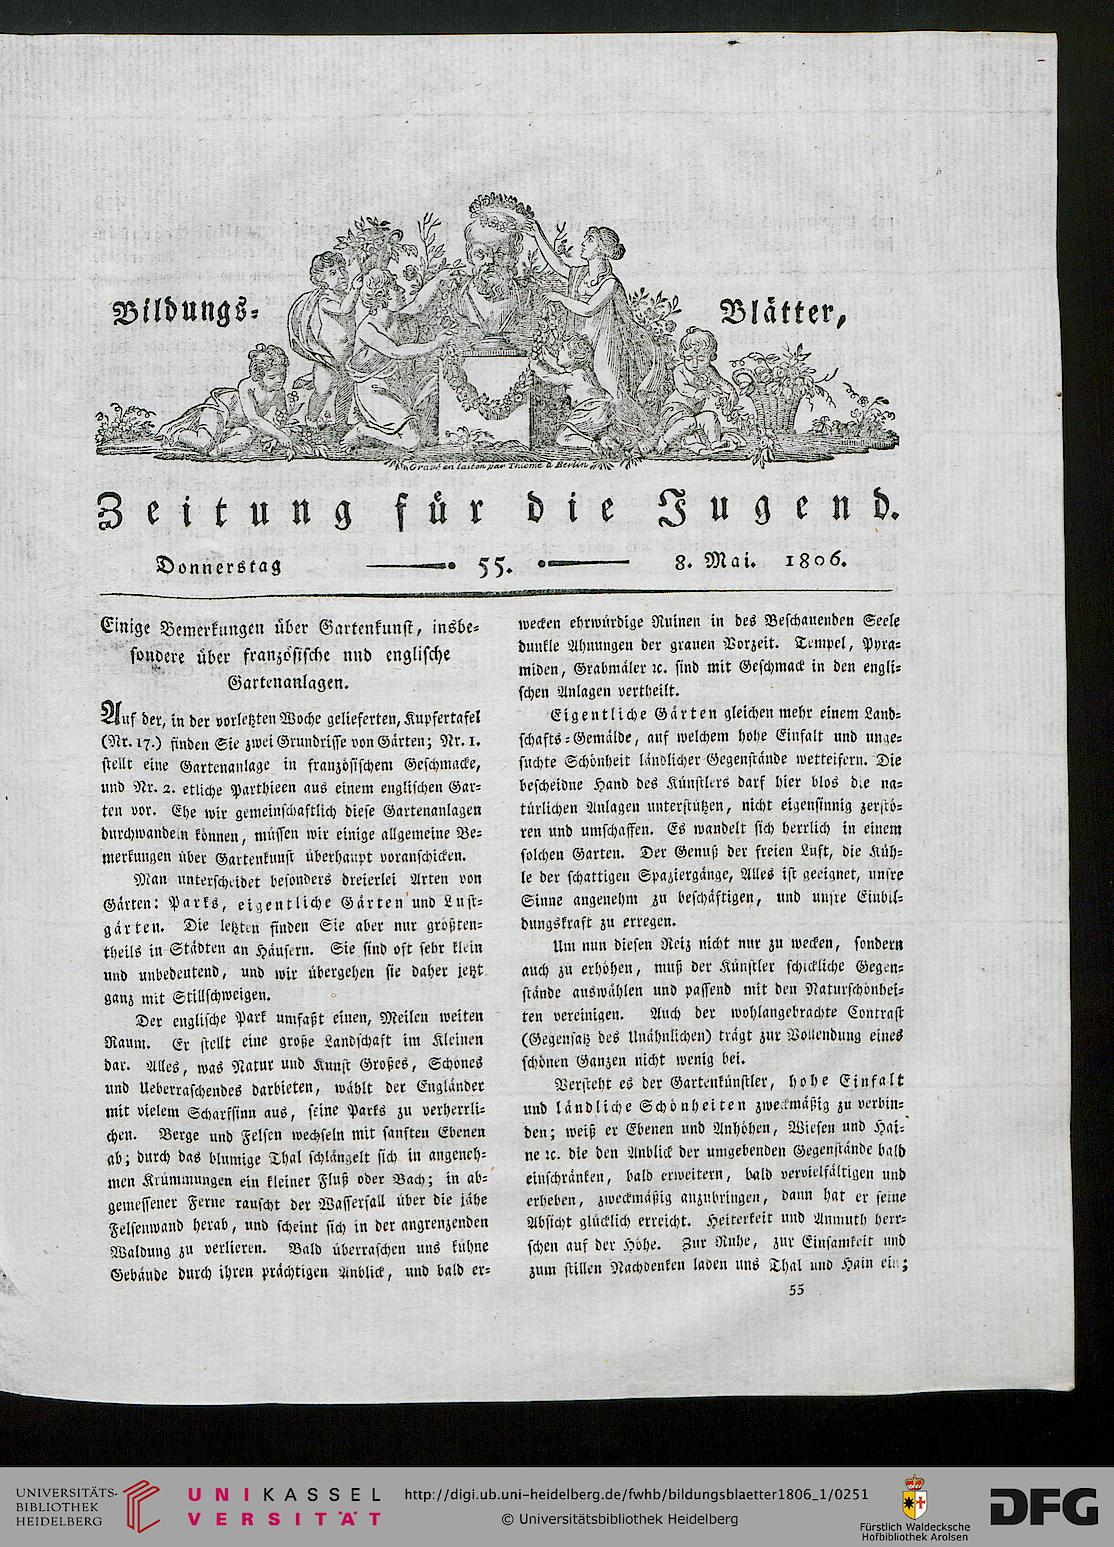 Bildungs=
Blätter,
Gravé en laiton par Thieme à Berlin
Zeitung für die Jugend.
Donnerstag 55. 8. Mai. 1806.
Einige Bemerkungen über Gartenkunst, insbe=
sondere über französische und englische
Gartenanlagen.
Auf der, in der vorletzten Woche gelieferten, Kupfertafel
(Nr. 17.) finden Sie zwei Grundrisse von Gärten; Nr. 1.
stellt eine Gartenanlage in französischem Geschmacke,
und Nr. 2. etliche Parthieen aus einem englischen Gar=
ten vor. Ehe wir gemeinschaftlich diese Gartenanlagen
durchwandeln können, müssen wir einige allgemeine Be=
merkungen über Gartenkunst überhaupt voranschicken.
Man unterscheidet besonders dreierlei Arten von
Gärten: Parks, eigentliche Gärten und Lust=
gärten. Die letzten finden Sie aber nur größten=
theils in Städten an Häusern. Sie sind oft sehr klein
und unbedeutend, und wir übergehen sie daher jetzt
ganz mit Stillschweigen.
Der englische Park umfaßt einen, Meilen weiten
Raum. Er stellt eine große Landschaft im Kleinen
dar. Alles, was Natur und Kunst Großes, Schönes
und Ueberraschendes darbieten, wählt der Engländer
mit vielem Scharfsinn aus, seine Parks zu verherrli=
chen. Berge und Felsen wechseln mit sanften Ebenen
ab; durch das blumige Thal schlängelt sich in angeneh=
men Krümmungen ein kleiner Fluß oder Bach; in ab=
gemessener Ferne rauscht der Wasserfall über die jähe
Felsenwand herab, und scheint sich in der angrenzenden
Waldung zu verlieren. Bald überraschen uns kühne
Gebäude durch ihren prächtigen Anblick, und bald er=
wecken ehrwürdige Ruinen in des Beschauenden Seele
dunkle Ahnungen der grauen Vorzeit. Tempel, Pyra=
miden, Grabmäler ꝛc. sind mit Geschmack in den engli=
schen Anlagen vertheilt.
Eigentliche Gärten gleichen mehr einem Land=
schafts=Gemälde, auf welchem hohe Einfalt und unge=
suchte Schönheit ländlicher Gegenstände wetteifern. Die
bescheidne Hand des Künstlers darf hier blos die na=
türlichen Anlagen unterstützen, nicht eigensinnig zerstö=
ren und umschaffen. Es wandelt sich herrlich in einem
solchen Garten. Der Genuß der freien Luft, die Küh=
le der schattigen Spaziergänge, Alles ist geeignet, unsre
Sinne angenehm zu beschäftigen, und unsre Einbil=
dungskraft zu erregen.
Um nun diesen Reiz nicht nur zu wecken, sondern
auch zu erhöhen, muß der Künstler schickliche Gegen=
stände auswählen und passend mit den Naturschönhei=
ten vereinigen. Auch der wohlangebrachte Contrast
(Gegensatz des Unähnlichen) trägt zur Vollendung eines
schönen Ganzen nicht wenig bei.
Versteht es der Gartenkünstler, hohe Einfalt
und ländliche Schönheiten zweckmäßig zu verbin=
den; weiß er Ebenen und Anhöhen, Wiesen und Hai=
ne ꝛc. die den Anblick der umgebenden Gegenstände bald
einschränken, bald erweitern, bald vervielfältigen und
erheben, zweckmäßig anzubringen, dann hat er seine
Absicht glücklich erreicht. Heiterkeit und Anmuth herr=
schen auf der Höhe. Zur Ruhe, zur Einsamkeit und
zum stillen Nachdenken laden uns Thal und Hain ein;
55
UNIVERSITÄTS-
BIBLIOTHEK
HEIDELBERG
UNIKASSEL
VERSITÄT
http://digi.ub.uni-heidelberg.de/fwhb/bildungsblaetter1806_1/0251
© Universitätsbibliothek Heidelberg
Fürstlich Waldecksche
Hofbibliothek Arolsen
DFG